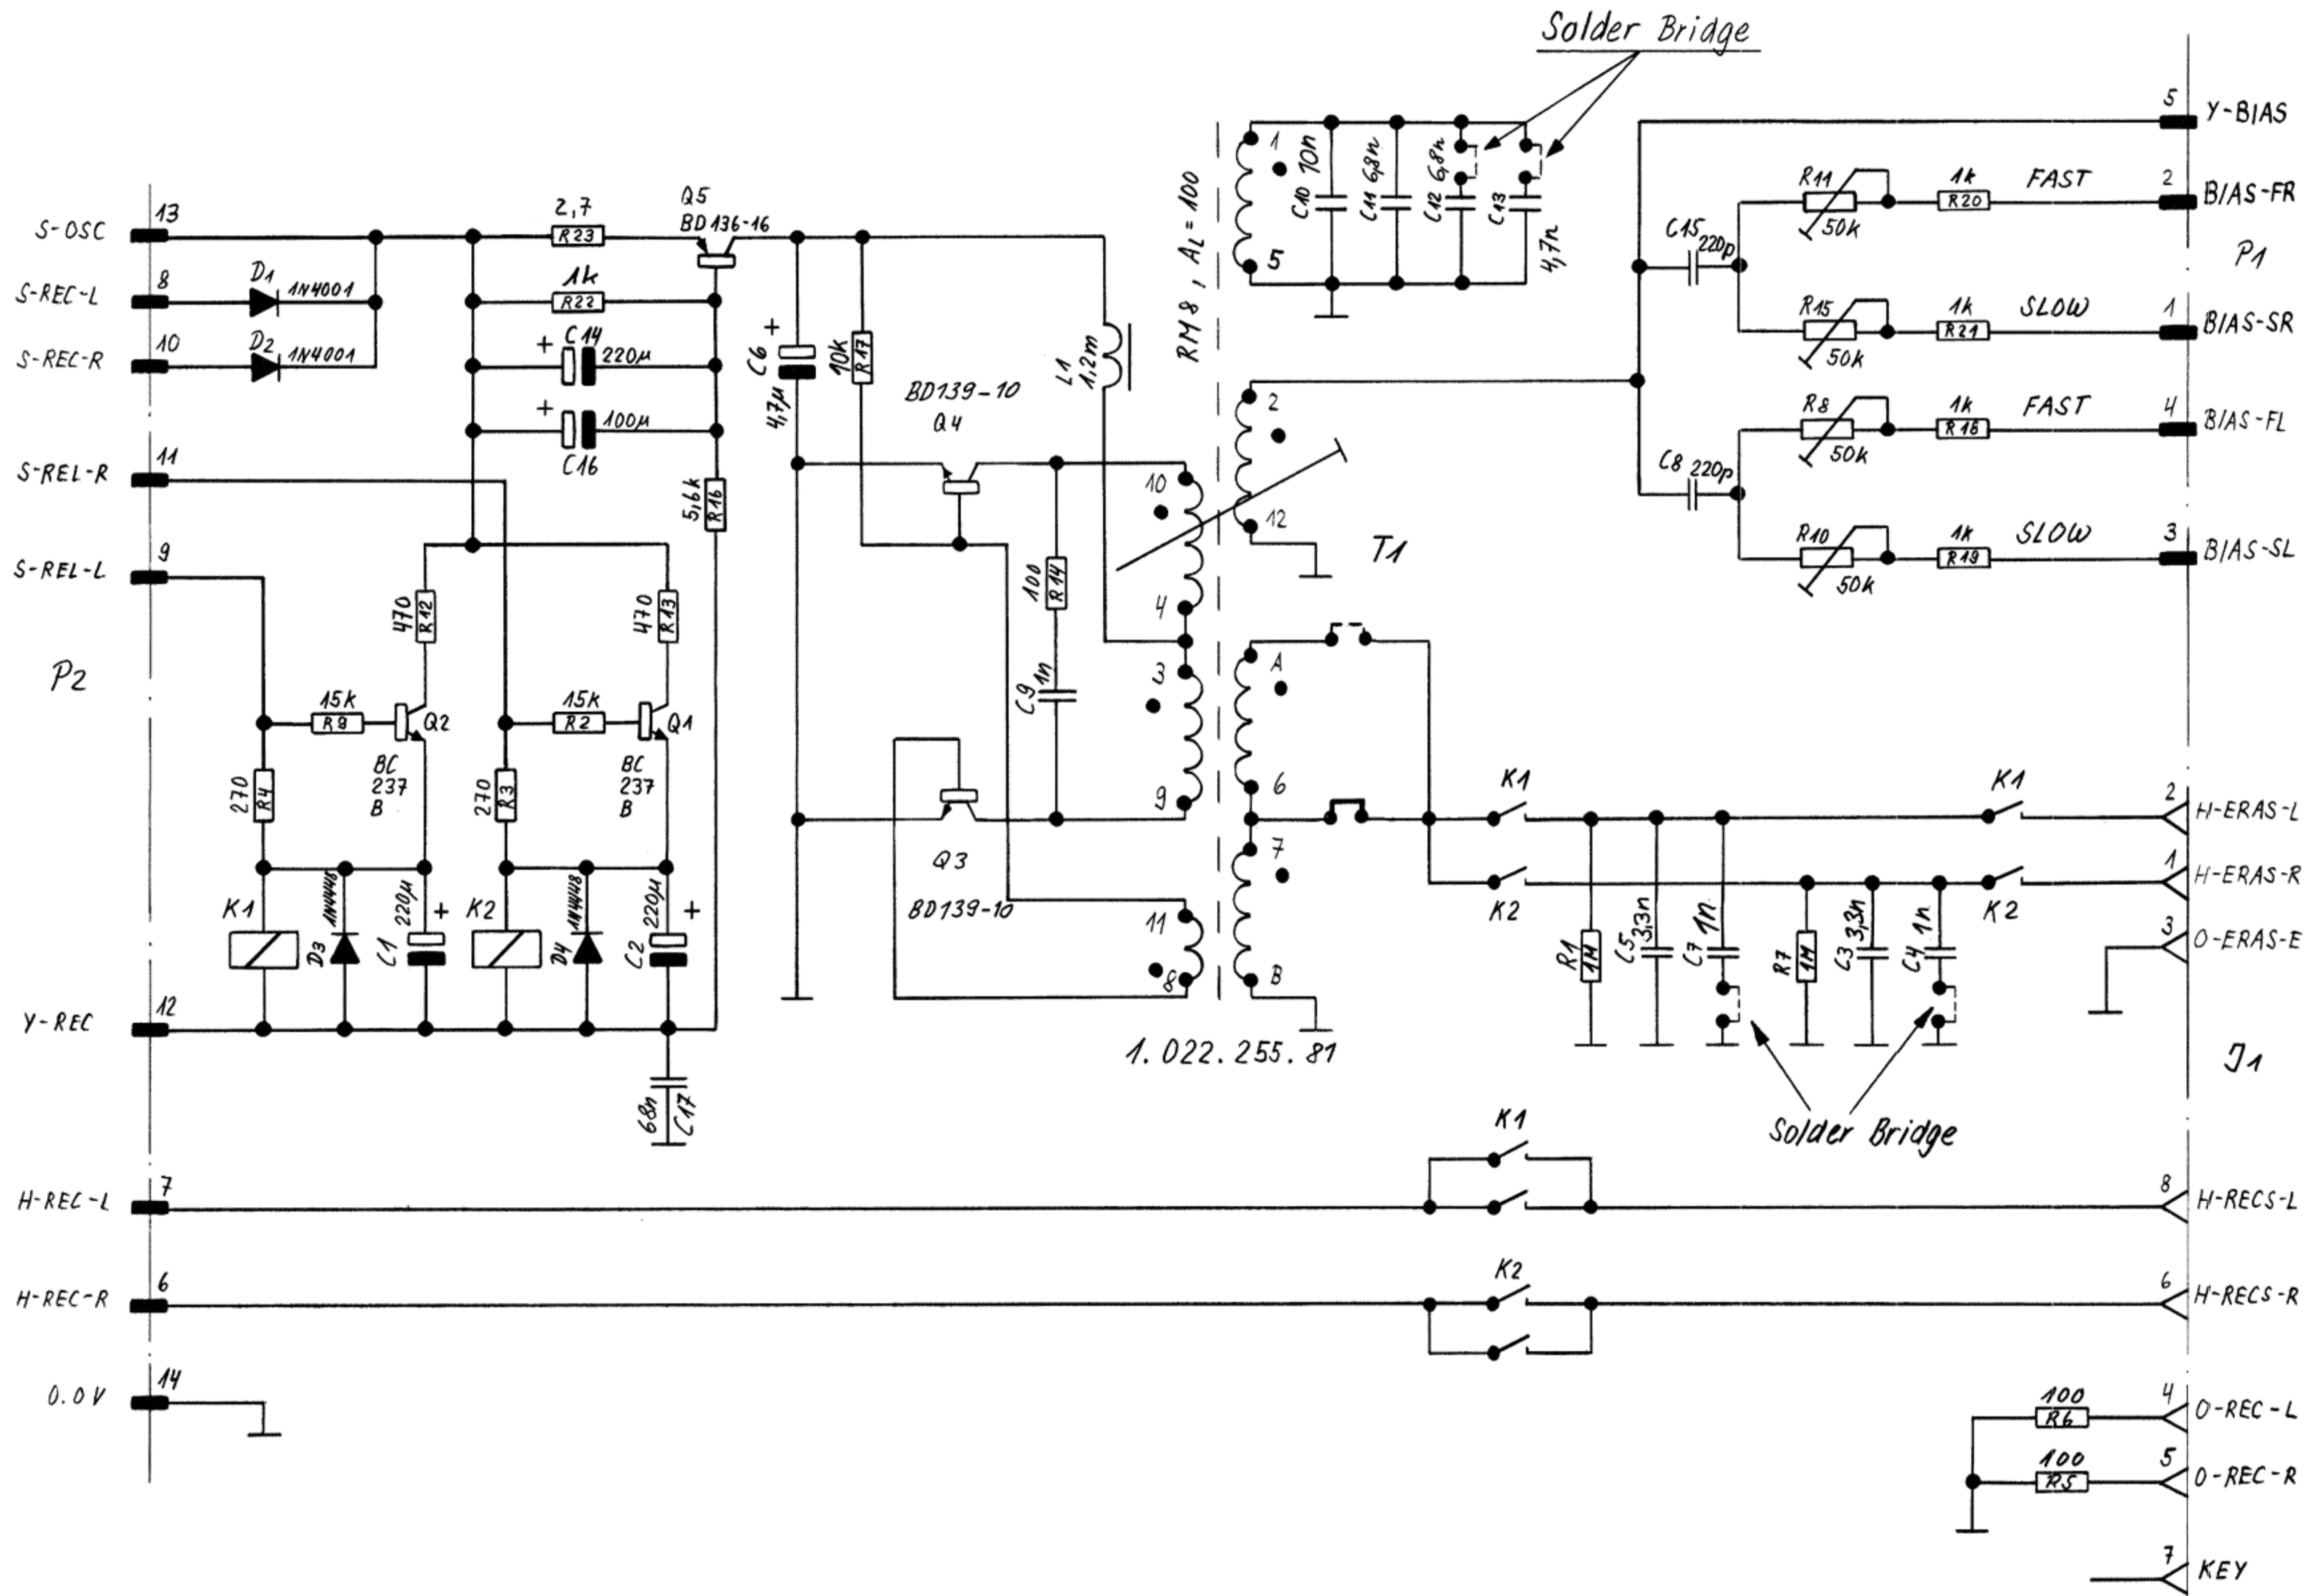 Solder Bridge
5 Y-BIAS
R11 50k
1k R20
FAST
2 BIAS-FR
P1
C15 220p
R15 50k
1k R21
SLOW
1 BIAS-SR
R8 50k
1k R16
FAST
4 BIAS-FL
C8 220p
R10 50k
1k R19
SLOW
3 BIAS-SL
S-OSC 13
S-REC-L 8
S-REC-R 10
S-REL-R 11
S-REL-L 9
P2
D1 1N4001
D2 1N4001
2,7 R23
Q5
BD136-16
1k R22
C14 220µ
+
100µ C16
+
5,6k R16
C6 4,7µ
+
10k R17
BD139-10
Q4
L1 1,2m
RM8, AL=100
1
5
C10 10n
C11 6,8n
C12 6,8n
C13 4,7n
2
12
10
4
3
9
11
8
T1
A
6
7
B
100 R14
C9 1n
Q3
BD139-10
1.022.255.81
470 R12
470 R13
15k R9
Q2
BC
237
B
15k R2
Q1
BC
237
B
270 R4
270 R3
K1
D3 1N4448
C1 220µ
+
K2
D4 1N4448
C2 220µ
+
Y-REC 12
68n C17
K1
K1
2 H-ERAS-L
K2
K2
1 H-ERAS-R
3 0-ERAS-E
R1 1M
C5 3,3n
C7 1n
R7 1M
C3 3,3n
C4 1n
J1
Solder Bridge
H-REC-L 7
K1
8 H-RECS-L
H-REC-R 6
K2
6 H-RECS-R
0.0V 14
100 R6
4 0-REC-L
100 R5
5 0-REC-R
7 KEY